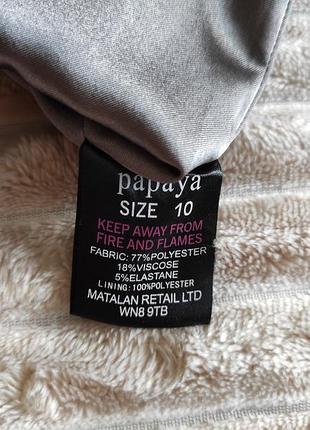 papaya
SIZE 10
KEEP AWAY FROM
FIRE AND FLAMES
FABRIC: 77%POLYESTER
18%VISCOSE
5%ELASTANE
LINING: 100%POLYESTER
MATALAN RETAIL LTD
WN8 9TB